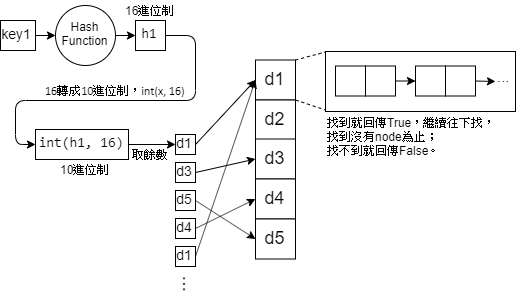 16進位制
key1
Hash
Function
h1
16轉成10進位制，int(x, 16)
int(h1, 16)
10進位制
取餘數
d1
d3
d5
d4
d1
⋮
d1
d2
d3
d4
d5
...
找到就回傳True，繼續往下找，
找到沒有node為止；
找不到就回傳False。